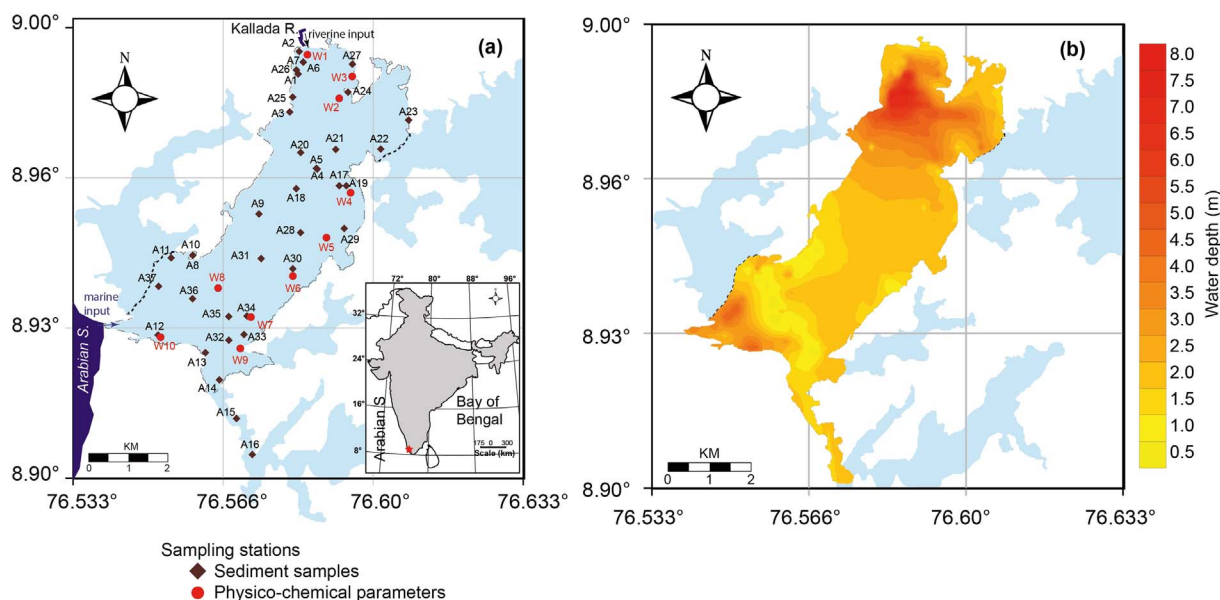 9.00°
8.96°
8.93°
8.90°
76.533°
76.566°
76.60°
76.633°
Kallada R.
riverine input
(a)
N
A2
W1
A7
A6
A27
A26
A1
W3
A25
A24
W2
A3
A23
A20
A21
A22
A5
A4
A17
A19
A18
W4
A9
A28
W5
A29
A11
A10
A8
A31
A30
A37
W8
W6
A36
marine
input
A35
A34
W7
A12
W10
A32
A33
W9
A13
A14
A15
A16
Arabian S.
KM
0 1 2
72° 80° 88° 96°
32°
24°
16°
8°
Arabian S
Bay of
Bengal
175 0 300
Scale (km)
Sampling stations
Sediment samples
Physico-chemical parameters
9.00°
8.96°
8.93°
8.90°
76.533°
76.566°
76.60°
76.633°
(b)
N
KM
0 1 2
8.0
7.5
7.0
6.5
6.0
5.5
5.0
4.5
4.0
3.5
3.0
2.5
2.0
1.5
1.0
0.5
Water depth (m)